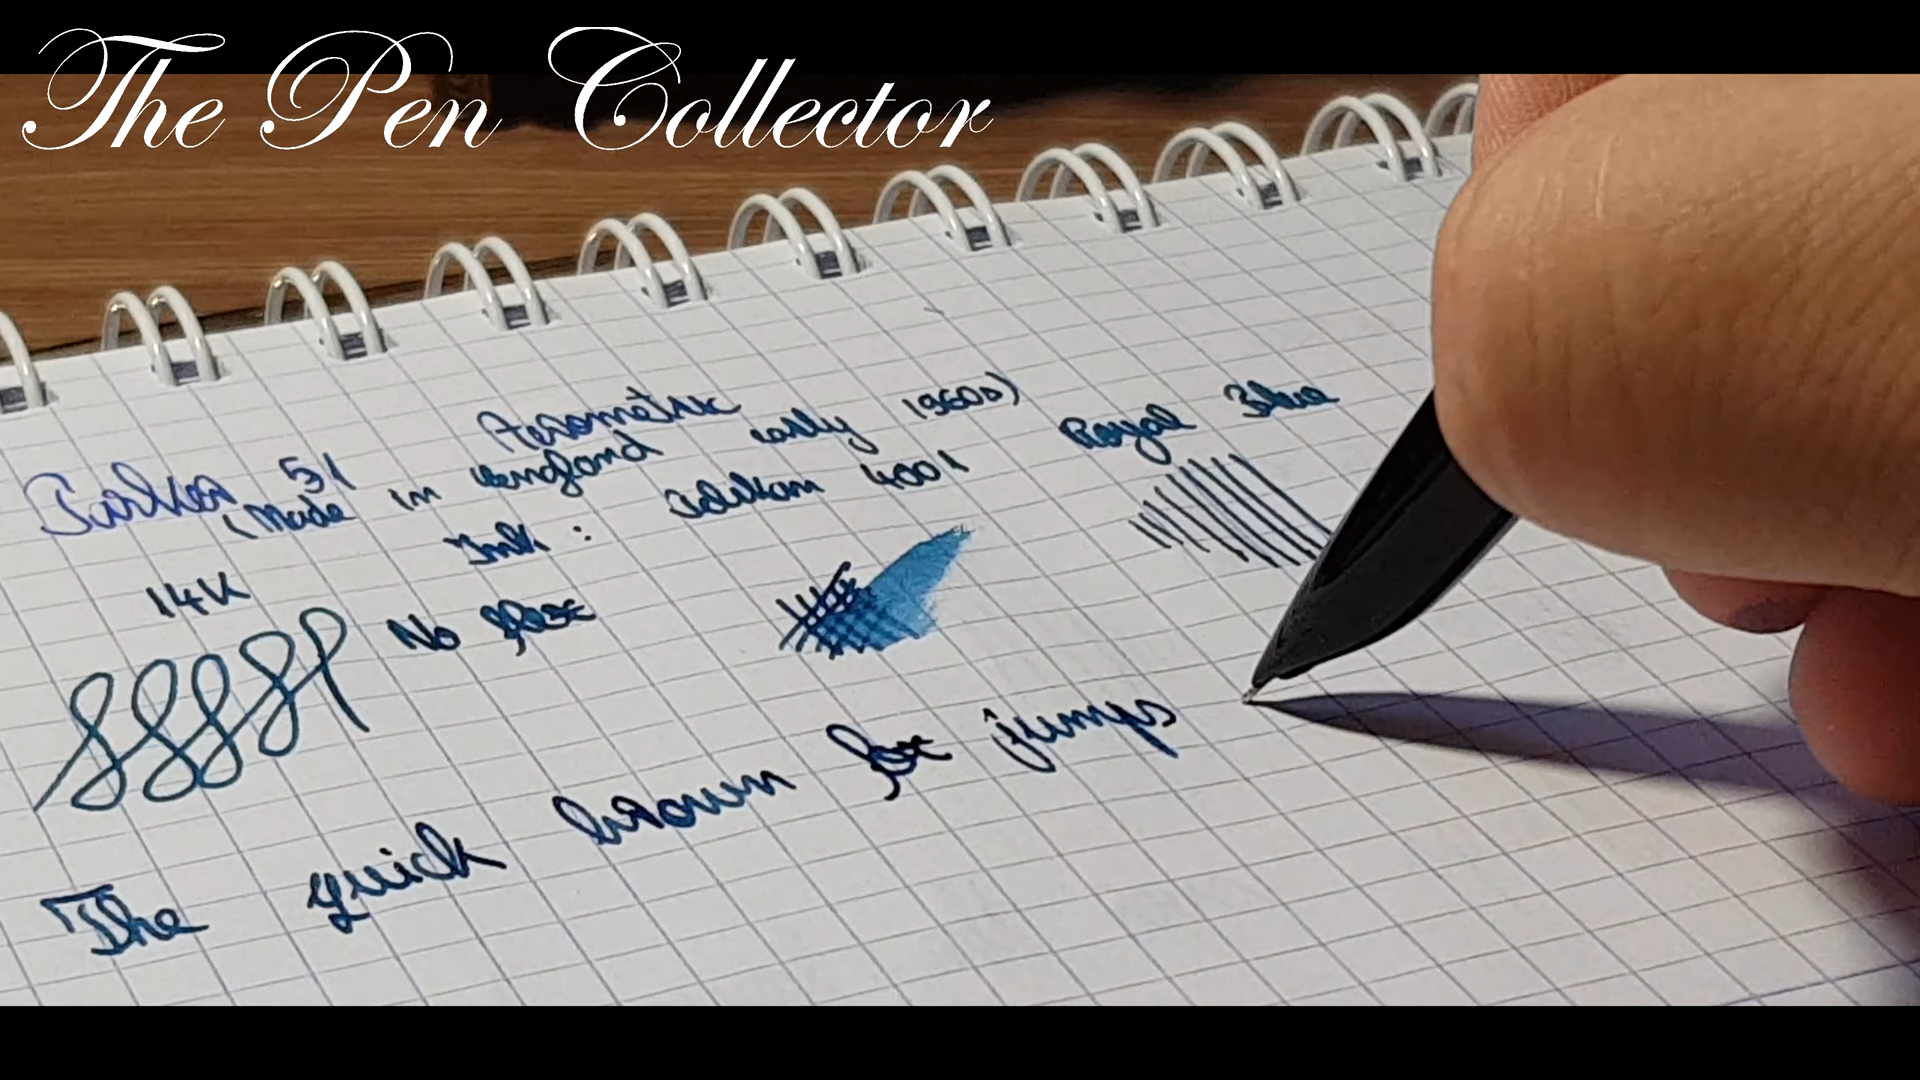 The Pen Collector
Parker 51 Aerometric
(Made in England early 1960s)
Ink : Pelikan 4001 Royal Blue
14K
No flex
The quick brown fox jumps